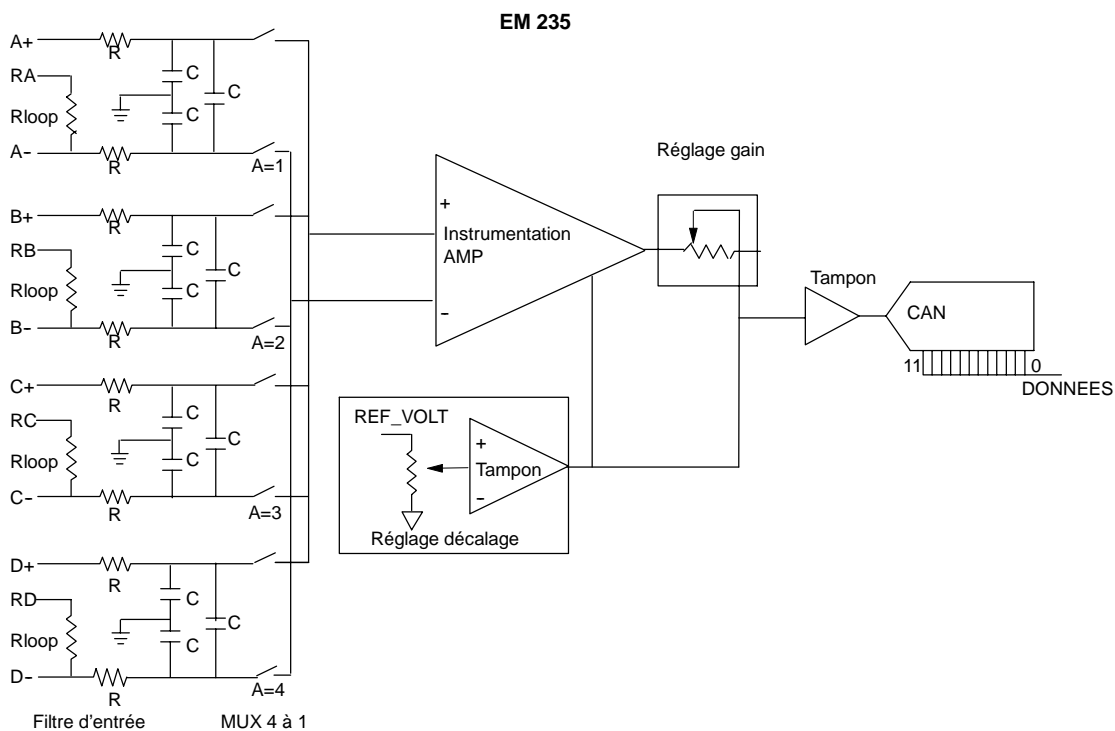 EM 235
A+
R
RA
Rloop
C
C
C
A-
R
A=1
B+
R
RB
Rloop
C
C
C
B-
R
A=2
C+
R
RC
Rloop
C
C
C
C-
R
A=3
D+
R
RD
Rloop
C
C
C
D-
R
A=4
Filtre d'entrée
MUX 4 à 1
+
Instrumentation
AMP
-
Réglage gain
Tampon
CAN
11
0
DONNEES
REF_VOLT
+
Tampon
-
Réglage décalage